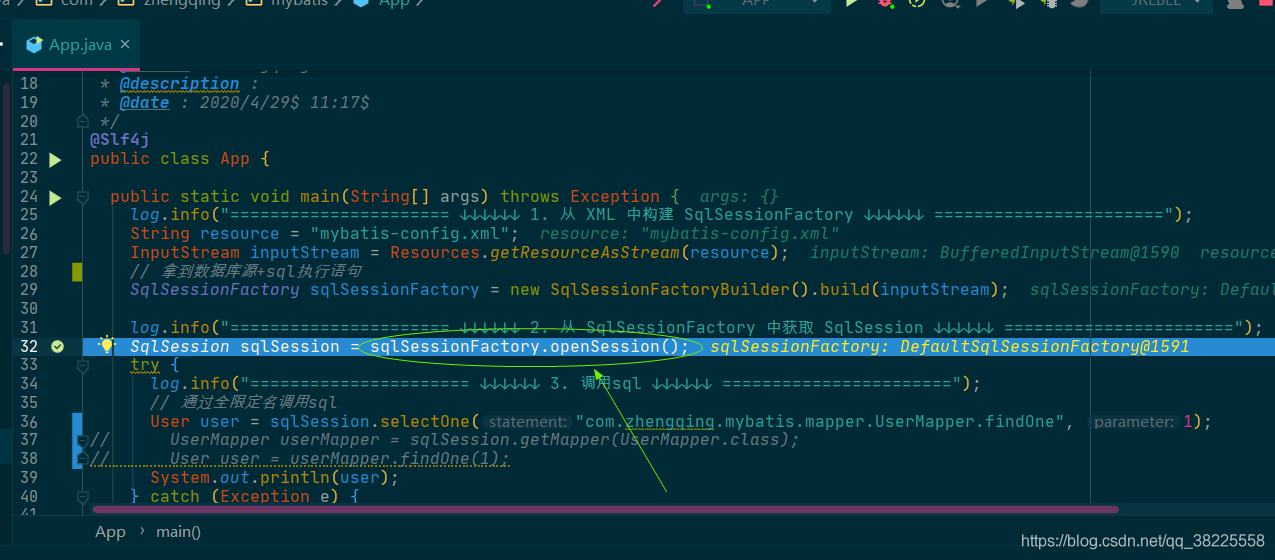 com zhengqing mybatis App APP JREBEL
App.java ×
18 * @description :
19 * @date : 2020/4/29$ 11:17$
20 */
21 @Slf4j
22 public class App {
23
24 public static void main(String[] args) throws Exception { args: {}
25 log.info("====================== ↓↓↓↓↓↓ 1. 从 XML 中构建 SqlSessionFactory ↓↓↓↓↓↓ =======================");
26 String resource = "mybatis-config.xml"; resource: "mybatis-config.xml"
27 InputStream inputStream = Resources.getResourceAsStream(resource); inputStream: BufferedInputStream@1590 resource
28 // 拿到数据库源+sql执行语句
29 SqlSessionFactory sqlSessionFactory = new SqlSessionFactoryBuilder().build(inputStream); sqlSessionFactory: Defaul
30
31 log.info("====================== ↓↓↓↓↓↓ 2. 从 SqlSessionFactory 中获取 SqlSession ↓↓↓↓↓↓ =======================");
32 SqlSession sqlSession = sqlSessionFactory.openSession(); sqlSessionFactory: DefaultSqlSessionFactory@1591
33 try {
34 log.info("====================== ↓↓↓↓↓↓ 3. 调用sql ↓↓↓↓↓↓ =======================");
35 // 通过全限定名调用sql
36 User user = sqlSession.selectOne( statement: "com.zhengqing.mybatis.mapper.UserMapper.findOne", parameter: 1);
37 // UserMapper userMapper = sqlSession.getMapper(UserMapper.class);
38 // User user = userMapper.findOne(1);
39 System.out.println(user);
40 } catch (Exception e) {
41
App › main()
https://blog.csdn.net/qq_38225558